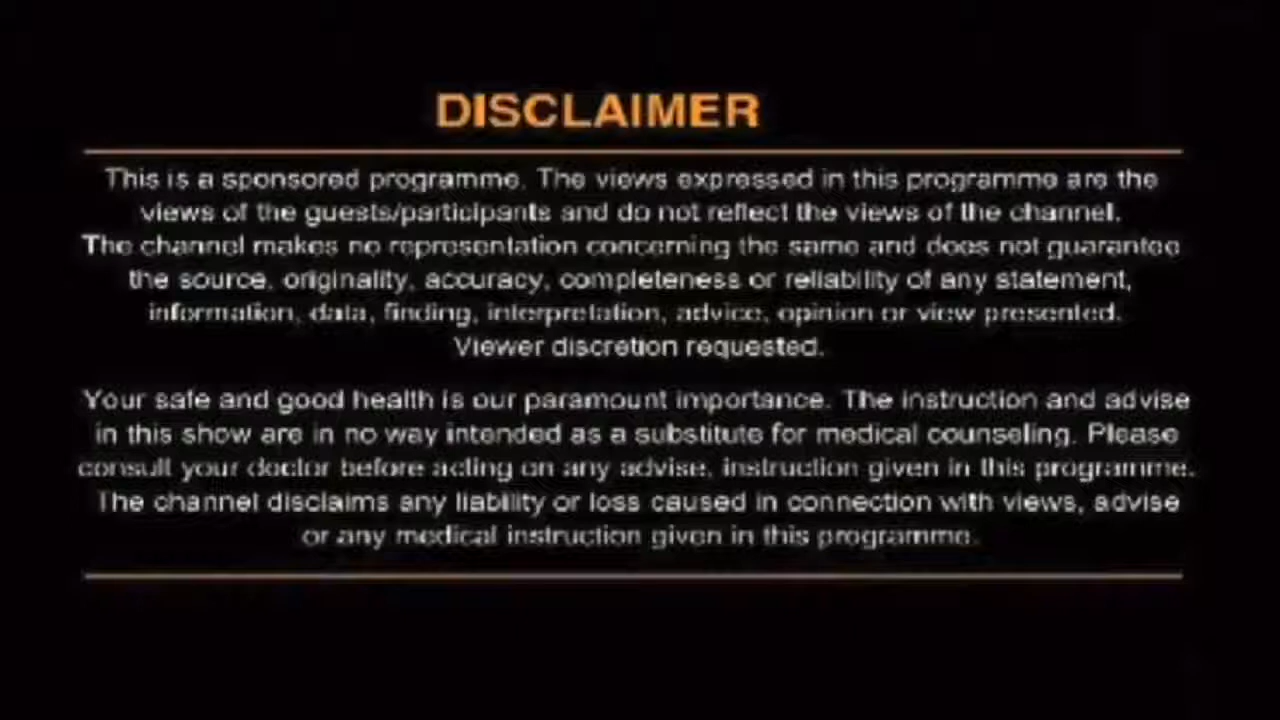 DISCLAIMER
This is a sponsored programme. The views expressed in this programme are the
views of the guests/participants and do not reflect the views of the channel.
The channel makes no representation concerning the same and does not guarantee
the source, originality, accuracy, completeness or reliability of any statement,
information, data, finding, interpretation, advice, opinion or view presented.
Viewer discretion requested.
Your safe and good health is our paramount importance. The instruction and advise
in this show are in no way intended as a substitute for medical counseling. Please
consult your doctor before acting on any advise, instruction given in this programme.
The channel disclaims any liability or loss caused in connection with views, advise
or any medical instruction given in this programme.